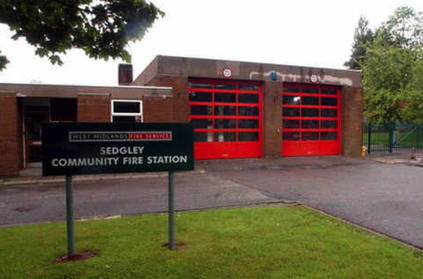 WEST MIDLANDS FIRE SERVICE
SEDGLEY
COMMUNITY FIRE STATION